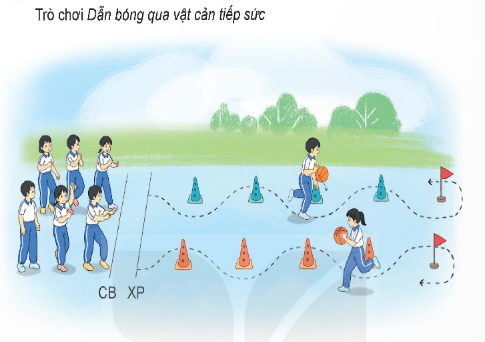 Trò chơi Dẫn bóng qua vật cản tiếp sức
CB XP